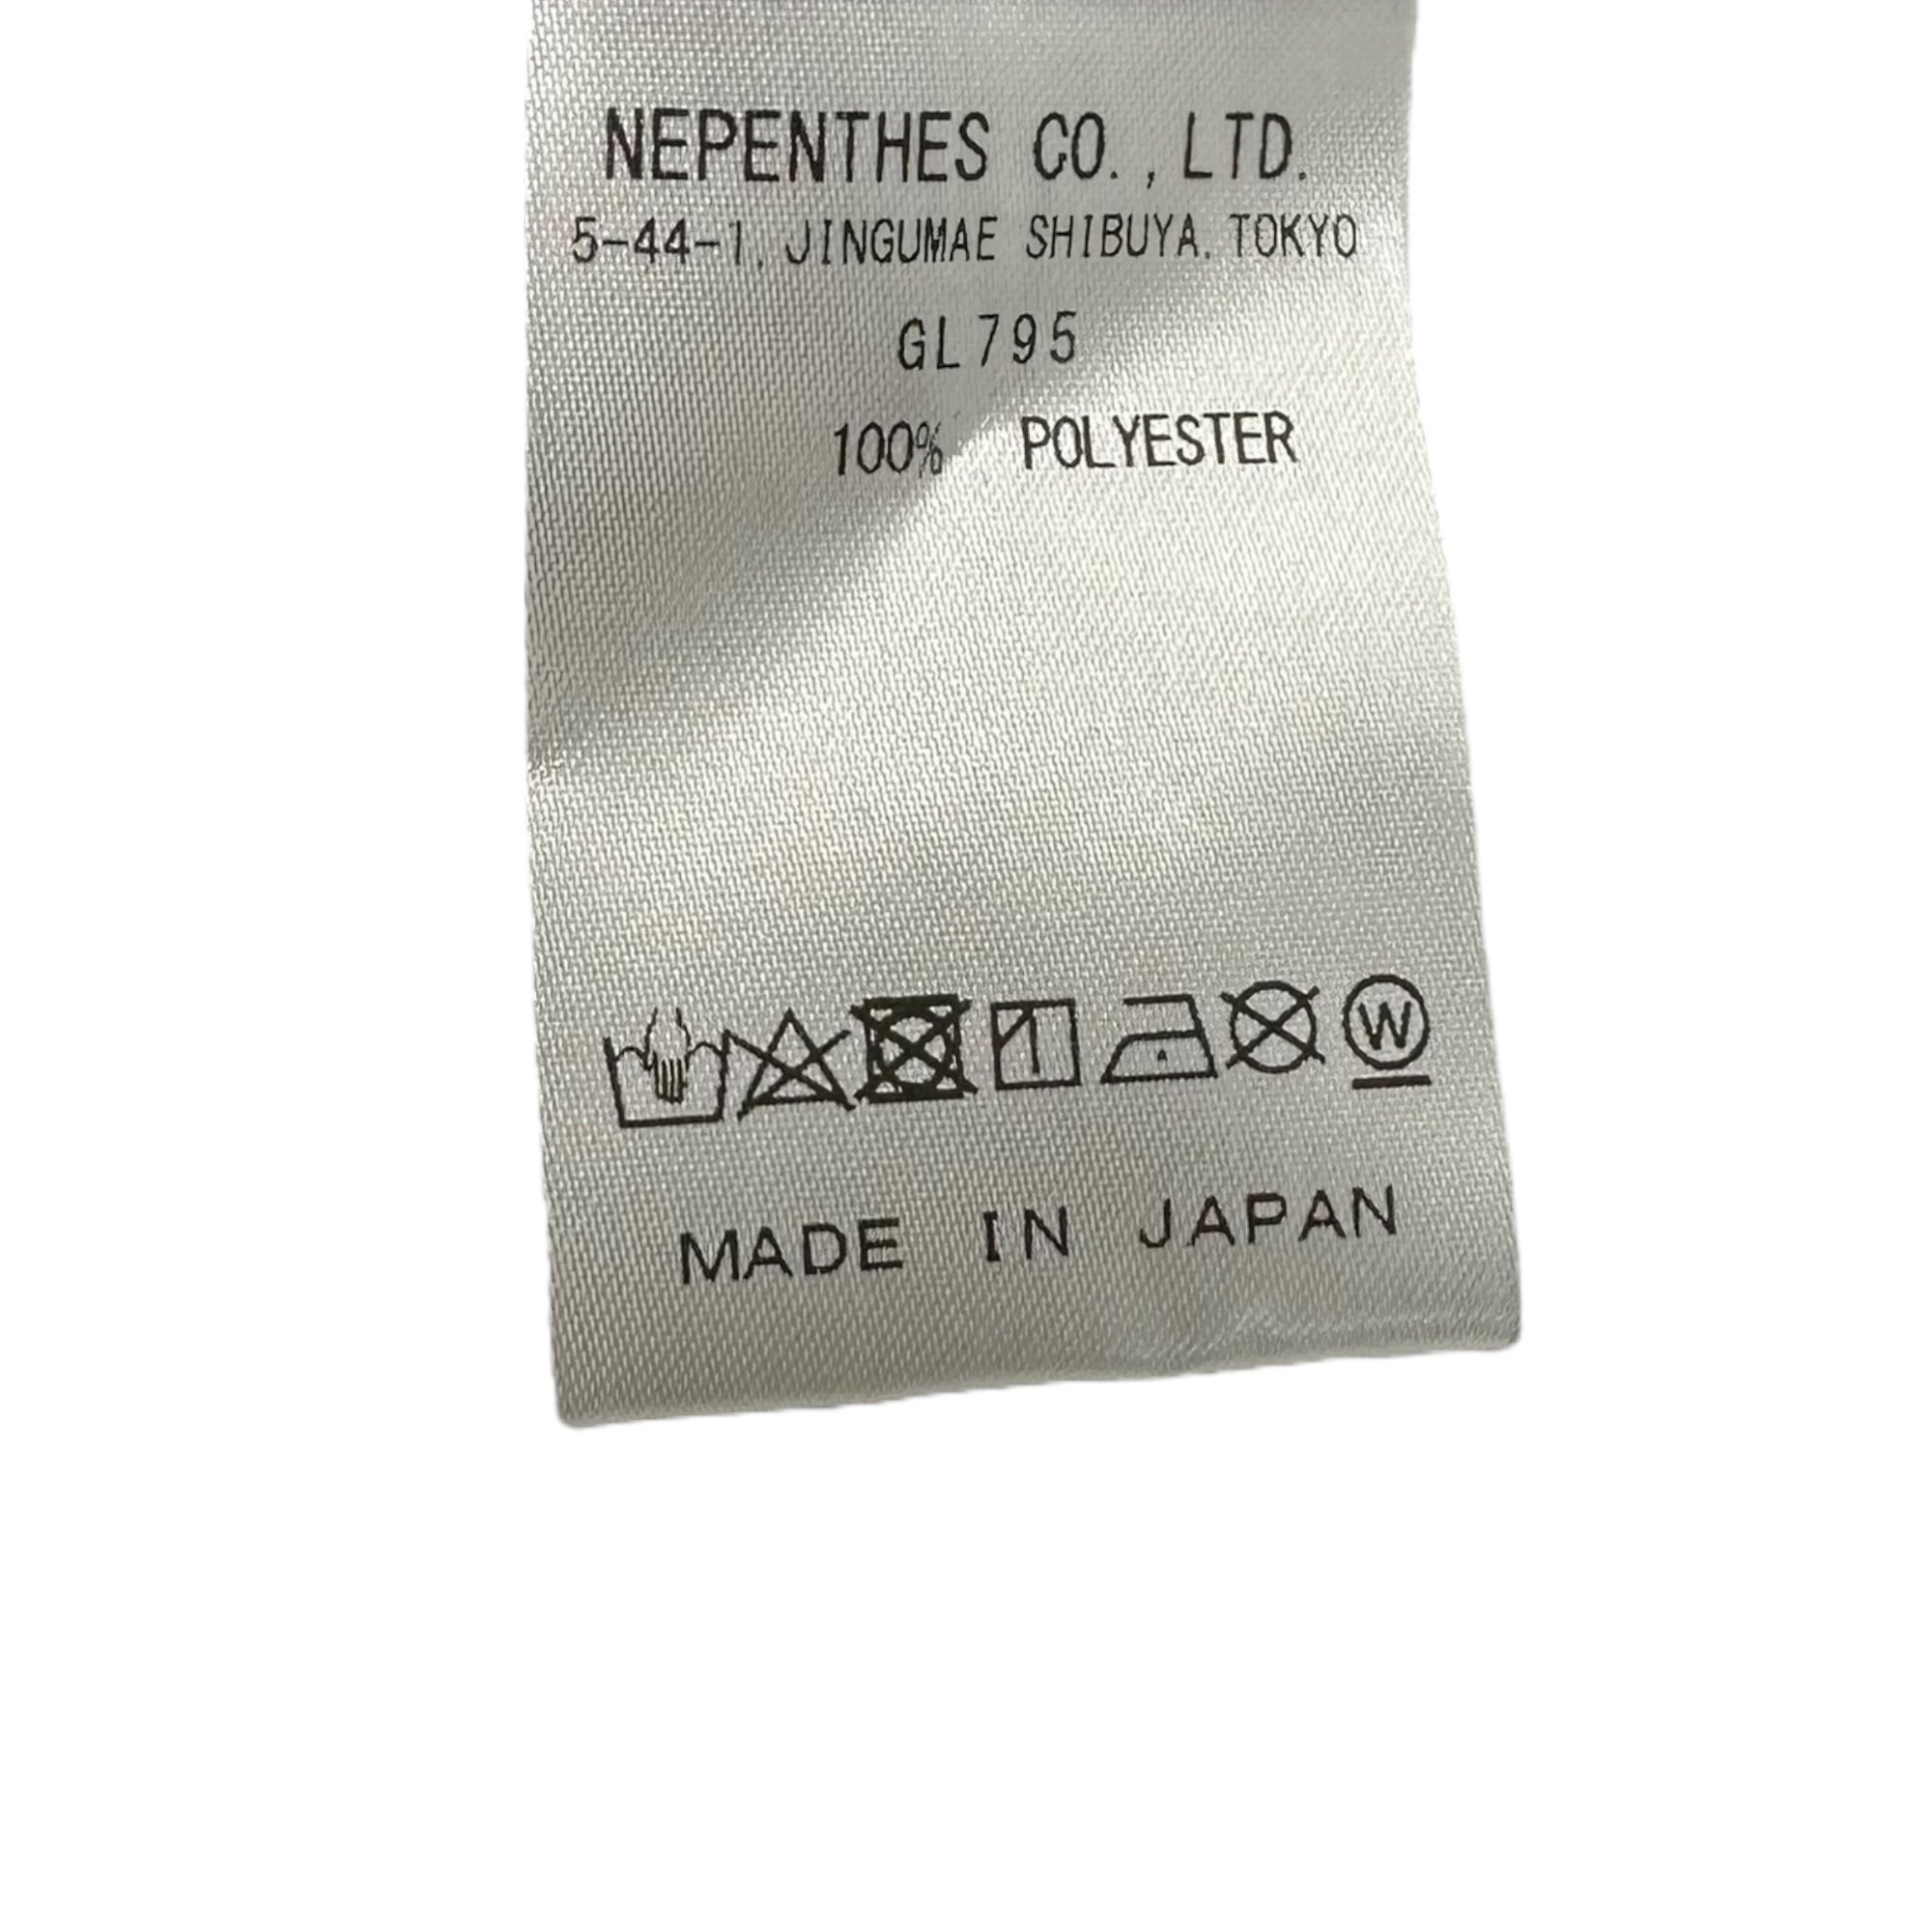 NEPENTHES CO., LTD.
5-44-1, JINGUMAE SHIBUYA, TOKYO
GL795
100% POLYESTER
W
MADE IN JAPAN